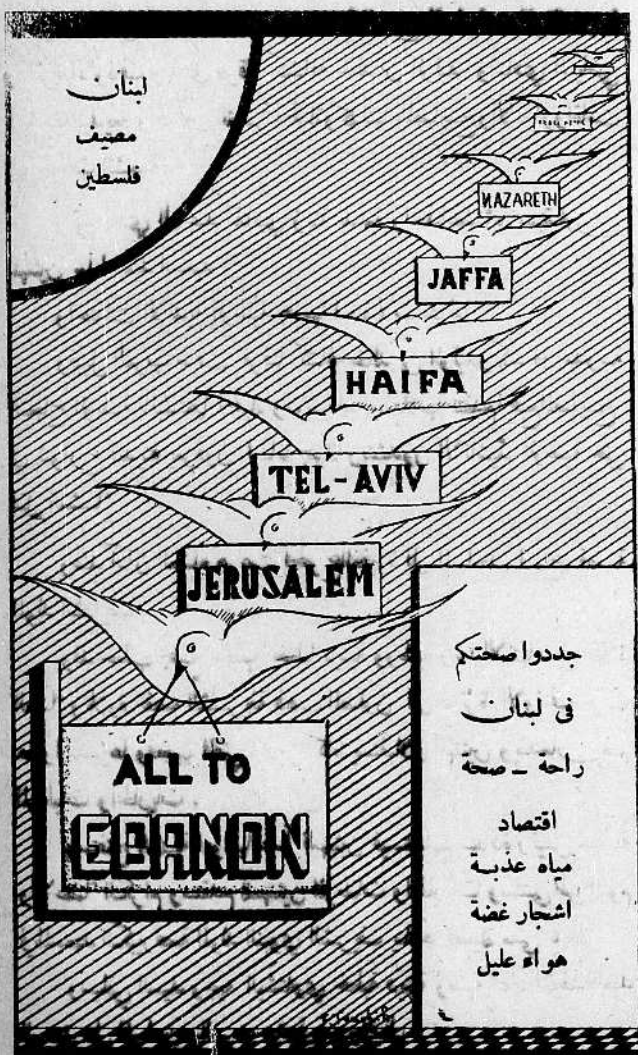 لبنان
مصيف
فلسطين
NAZARETH
JAFFA
HAIFA
TEL-AVIV
JERUSALEM
ALL TO
LEBANON
جددوا صحتكم
فى لبنان
راحة - صحة
اقتصاد
مياه عذبة
اشجار غضة
هواء عليل